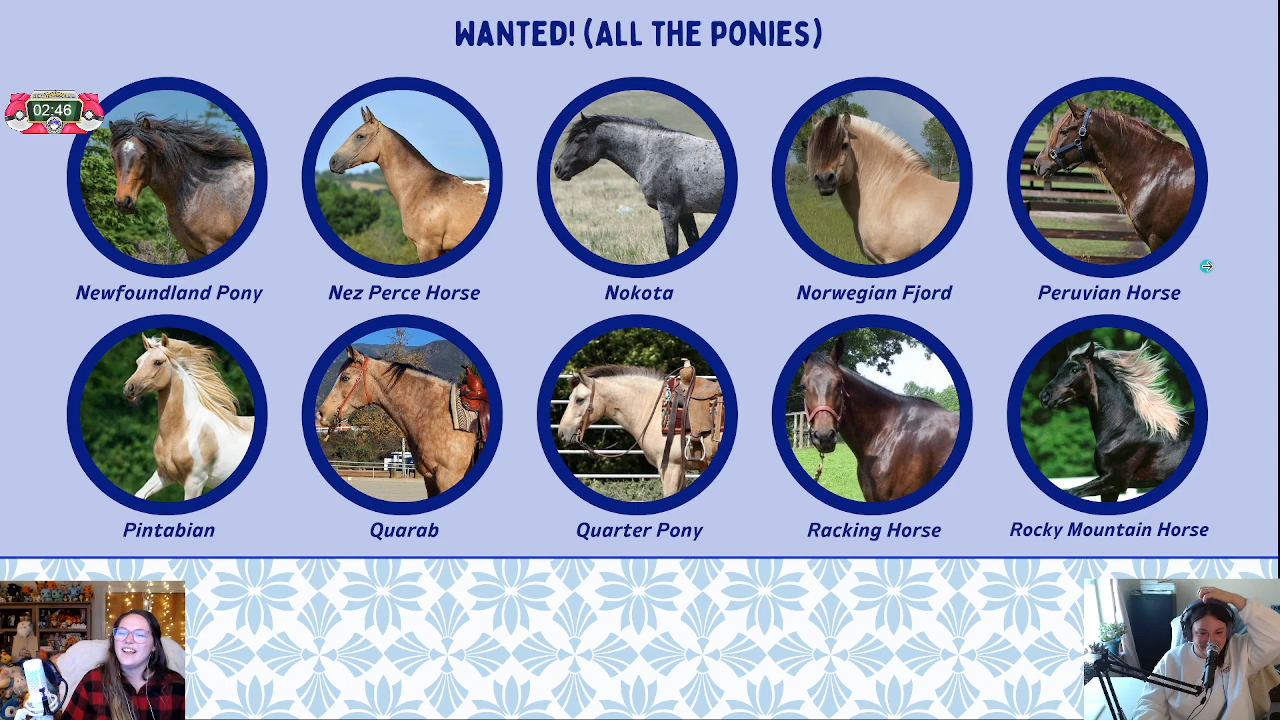 WANTED! (ALL THE PONIES)
02:46
Newfoundland Pony
Nez Perce Horse
Nokota
Norwegian Fjord
Peruvian Horse
Pintabian
Quarab
Quarter Pony
Racking Horse
Rocky Mountain Horse